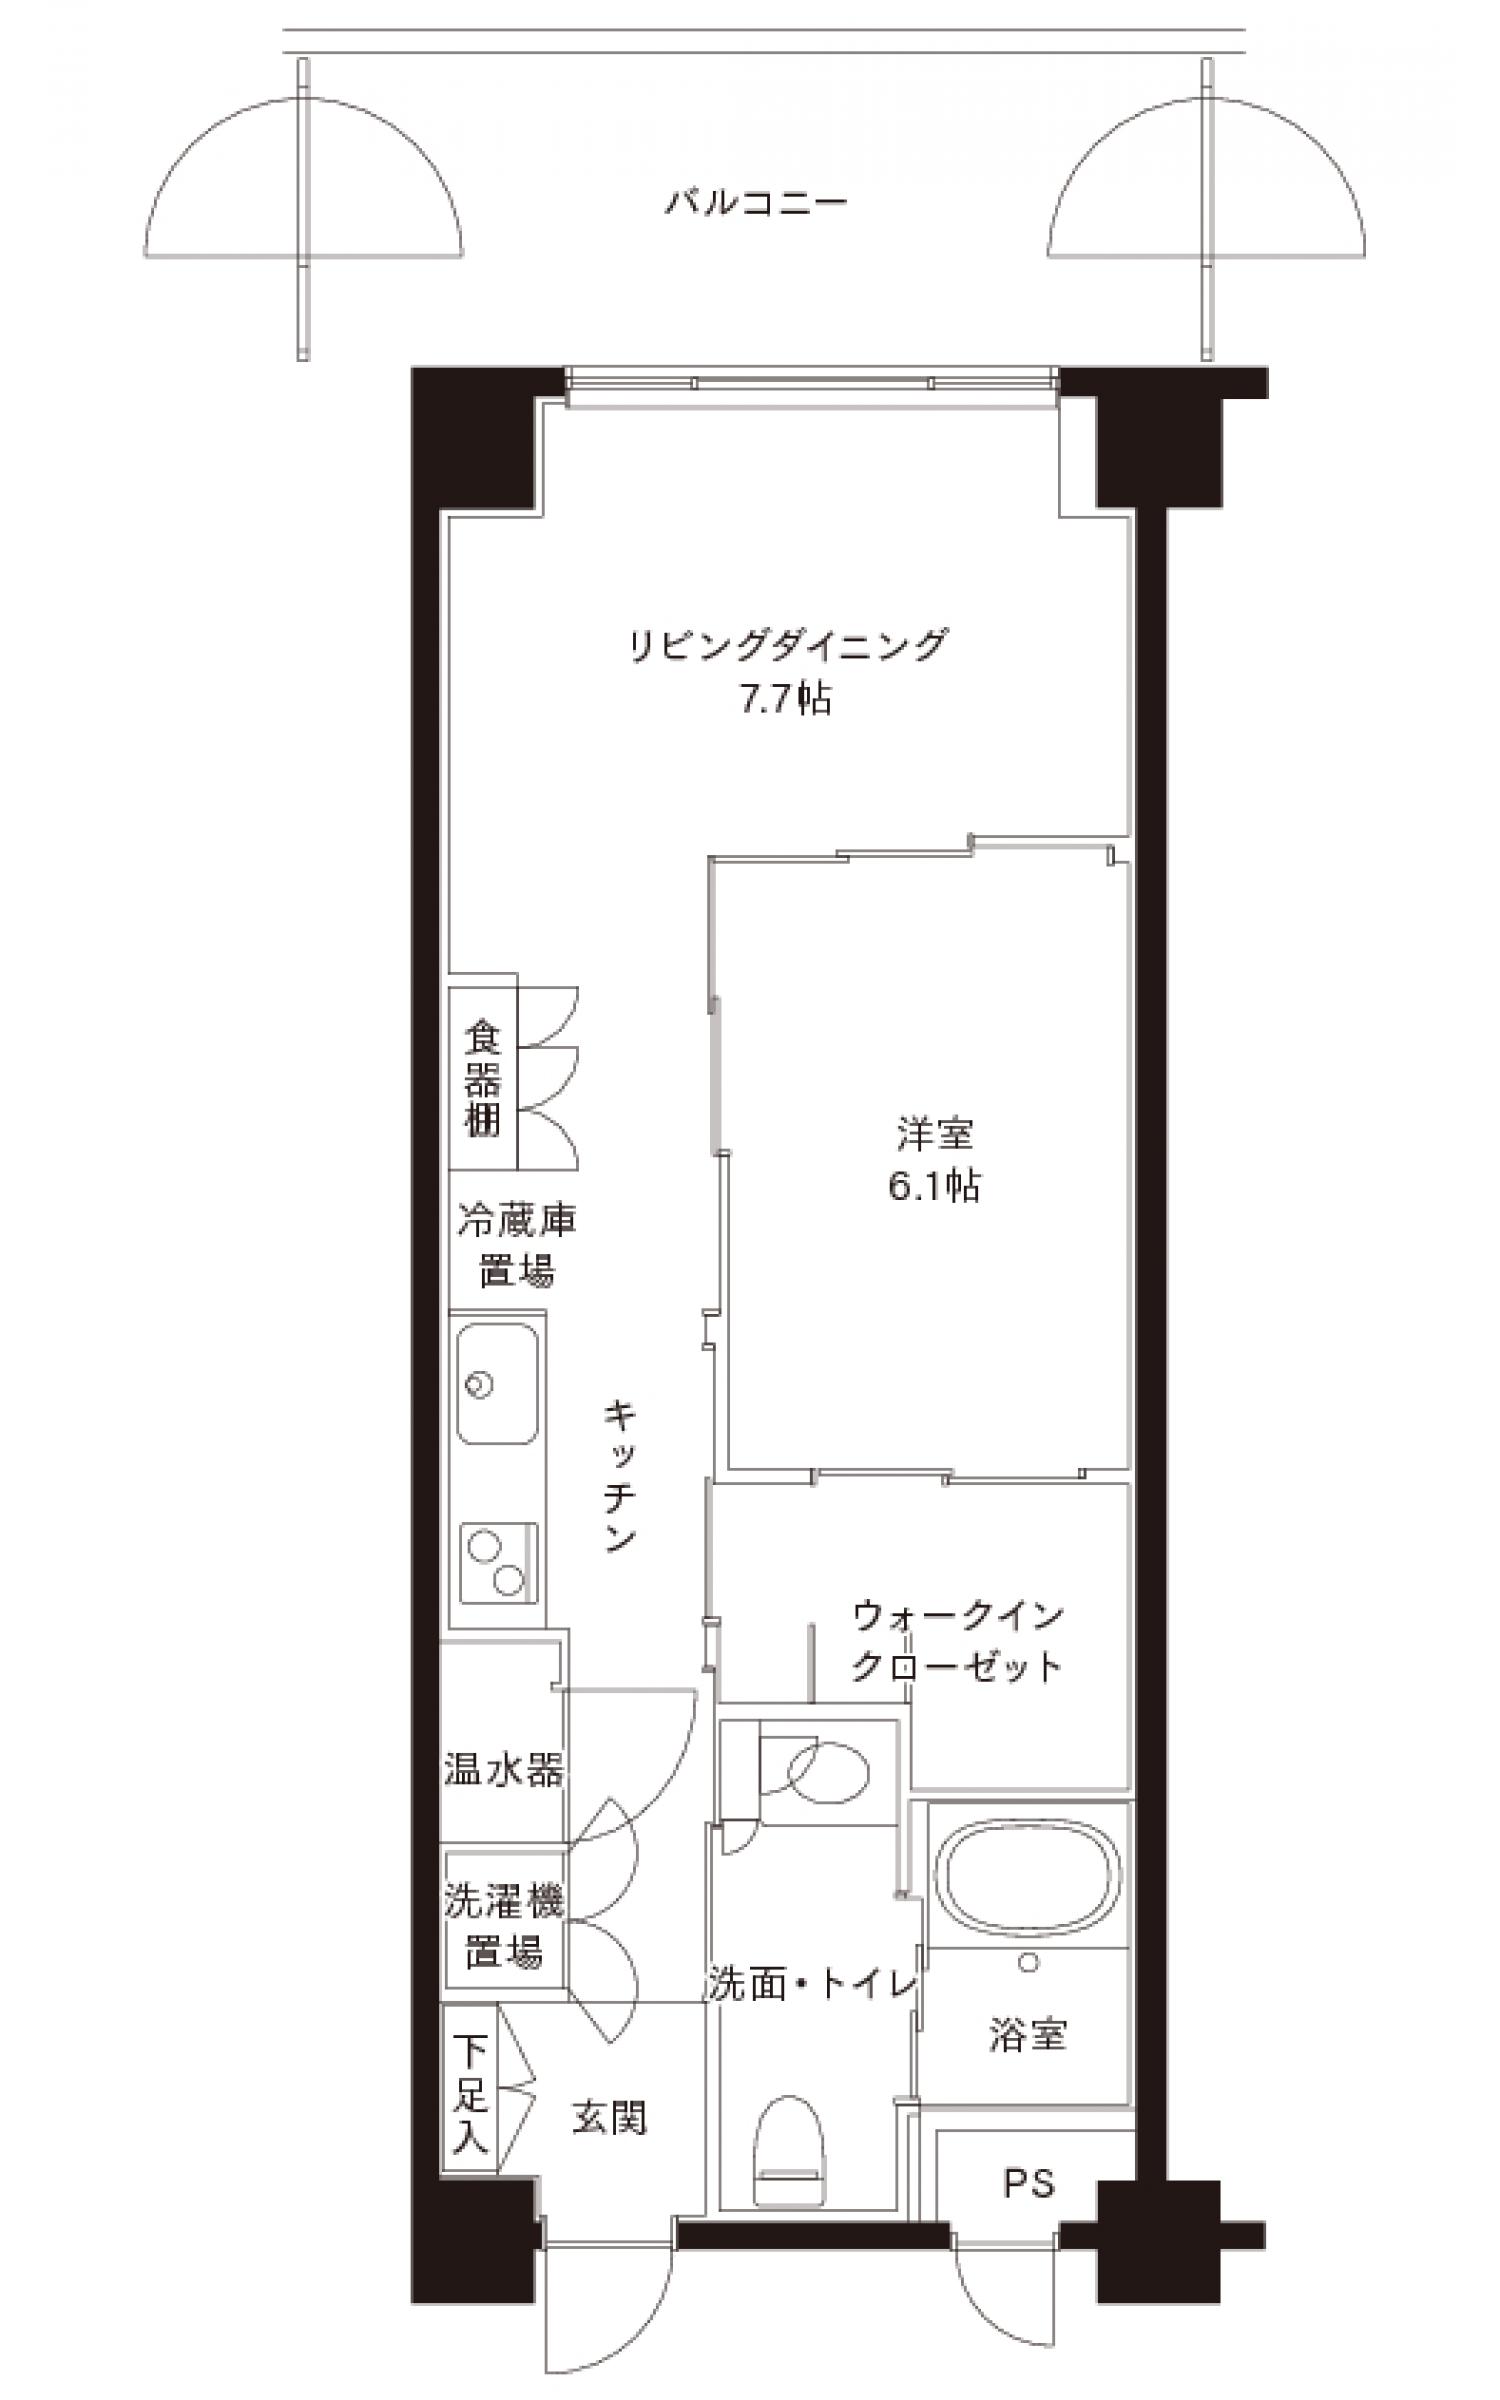 バルコニー
リビングダイニング
7.7帖
食器棚
洋室
6.1帖
冷蔵庫
置場
キッチン
ウォークイン
クローゼット
温水器
洗濯機
置場
洗面・トイレ
浴室
下足入
玄関
PS